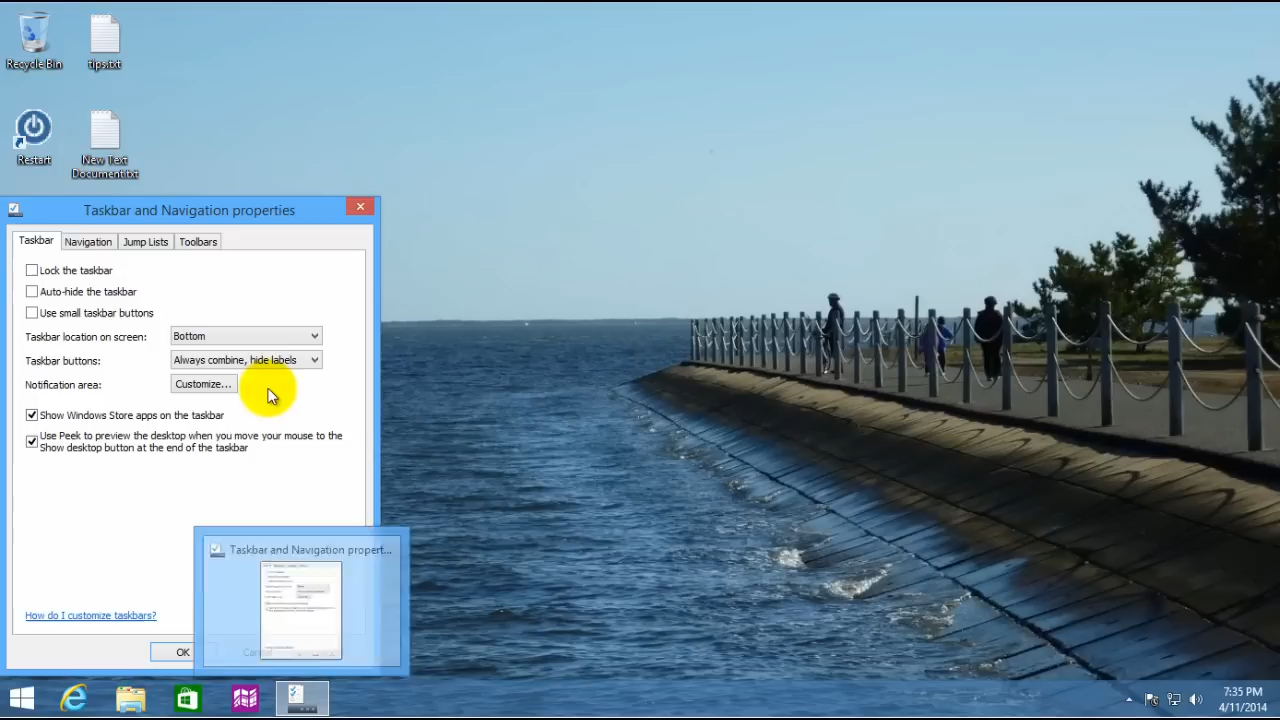 Recycle Bin
tips.txt
Restart
New Text
Document.txt
Taskbar and Navigation properties
Taskbar
Navigation
Jump Lists
Toolbars
Lock the taskbar
Auto-hide the taskbar
Use small taskbar buttons
Taskbar location on screen:
Bottom
Taskbar buttons:
Always combine, hide labels
Notification area:
Customize...
Show Windows Store apps on the taskbar
Use Peek to preview the desktop when you move your mouse to the
Show desktop button at the end of the taskbar
Taskbar and Navigation propert...
How do I customize taskbars?
OK
7:35 PM
4/11/2014